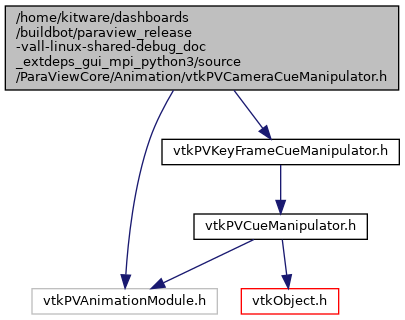 /home/kitware/dashboards
/buildbot/paraview_release
-vall-linux-shared-debug_doc
_extdeps_gui_mpi_python3/source
/ParaViewCore/Animation/vtkPVCameraCueManipulator.h
vtkPVKeyFrameCueManipulator.h
vtkPVCueManipulator.h
vtkPVAnimationModule.h
vtkObject.h